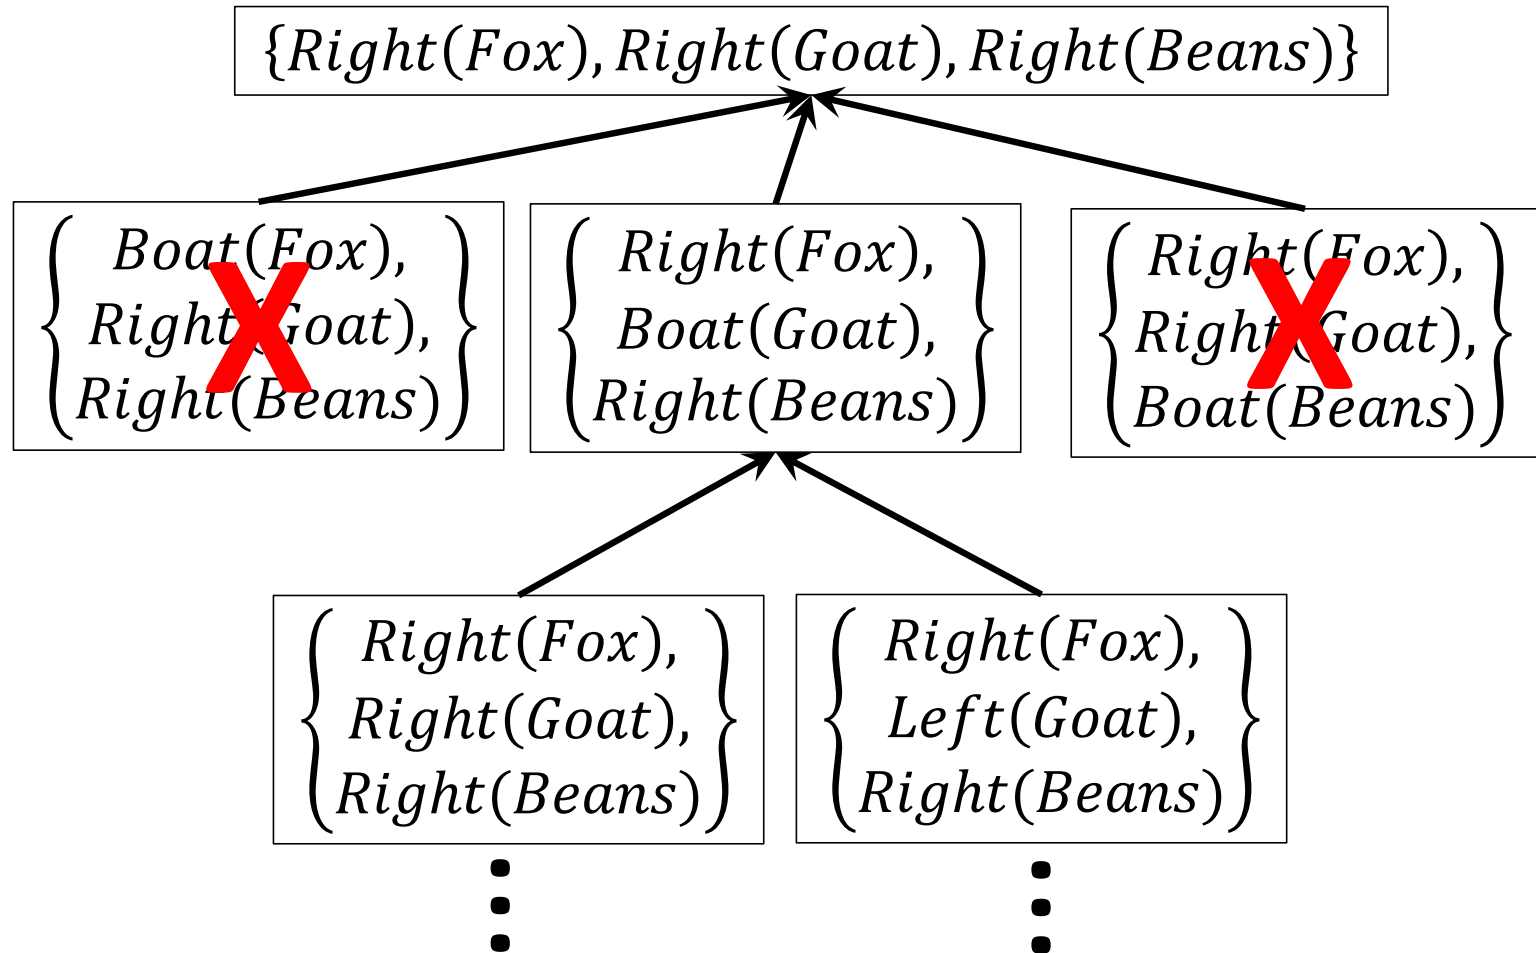 {Right(Fox), Right(Goat), Right(Beans)}
Boat(Fox),
Right(Goat),
Right(Beans)
X
Right(Fox),
Boat(Goat),
Right(Beans)
Right(Fox),
Right(Goat),
Boat(Beans)
X
Right(Fox),
Right(Goat),
Right(Beans)
Right(Fox),
Left(Goat),
Right(Beans)